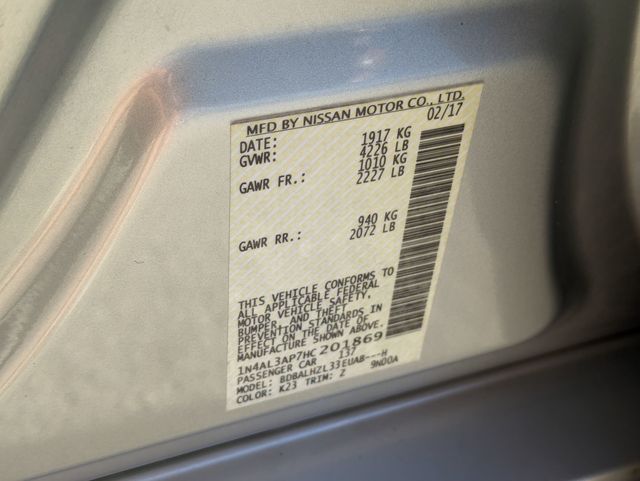 MFD BY NISSAN MOTOR CO., LTD.
DATE: 02/17
GVWR: 1917 KG
4226 LB
GAWR FR.: 1010 KG
2227 LB
GAWR RR.: 940 KG
2072 LB
THIS VEHICLE CONFORMS TO
ALL APPLICABLE FEDERAL
MOTOR VEHICLE SAFETY,
BUMPER, AND THEFT
PREVENTION STANDARDS IN
EFFECT ON THE DATE OF
MANUFACTURE SHOWN ABOVE.
1N4AL3AP7HC201869
PASSENGER CAR 137
MODEL: BDBALHZL33EUAB---H
COLOR: K23 TRIM: Z 9N00A